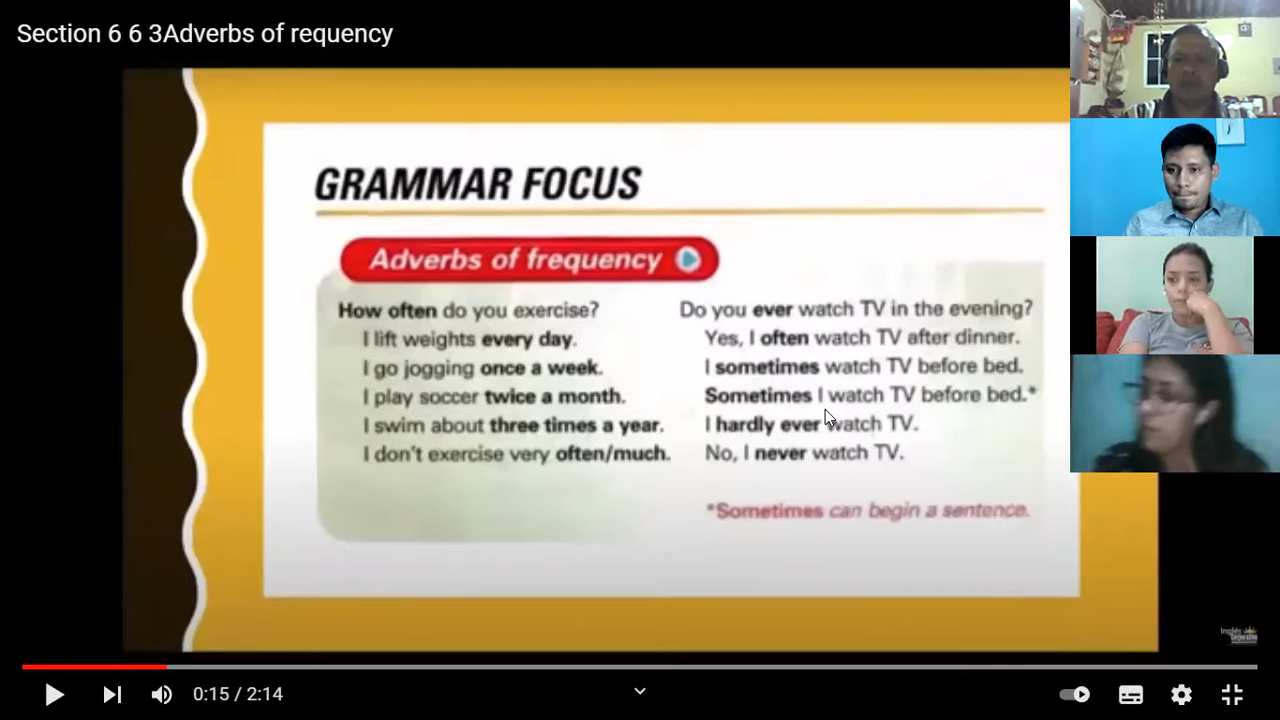 Section 6 6 3Adverbs of requency
GRAMMAR FOCUS
Adverbs of frequency
How often do you exercise?
I lift weights every day.
I go jogging once a week.
I play soccer twice a month.
I swim about three times a year.
I don't exercise very often/much.
Do you ever watch TV in the evening?
Yes, I often watch TV after dinner.
I sometimes watch TV before bed.
Sometimes I watch TV before bed.*
I hardly ever watch TV.
No, I never watch TV.
*Sometimes can begin a sentence.
Inglés
Corporativo
0:15 / 2:14